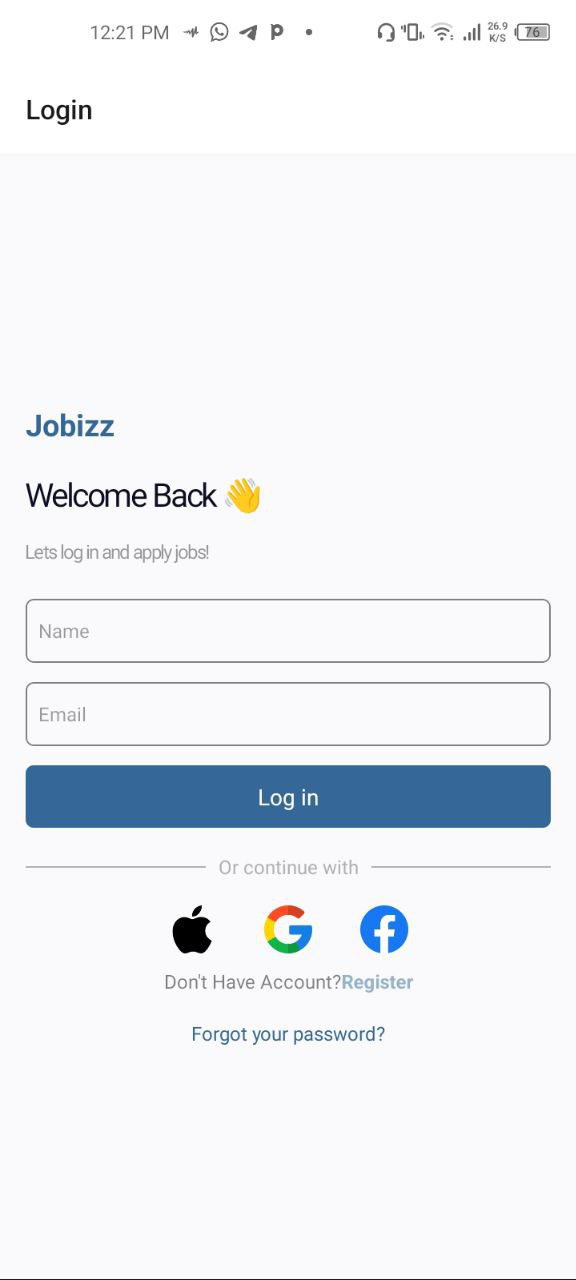 12:21 PM 26.9 K/S 76
Login
Jobizz
Welcome Back 👋
Lets log in and apply jobs!
Name
Email
Log in
Or continue with
Don't Have Account?Register
Forgot your password?